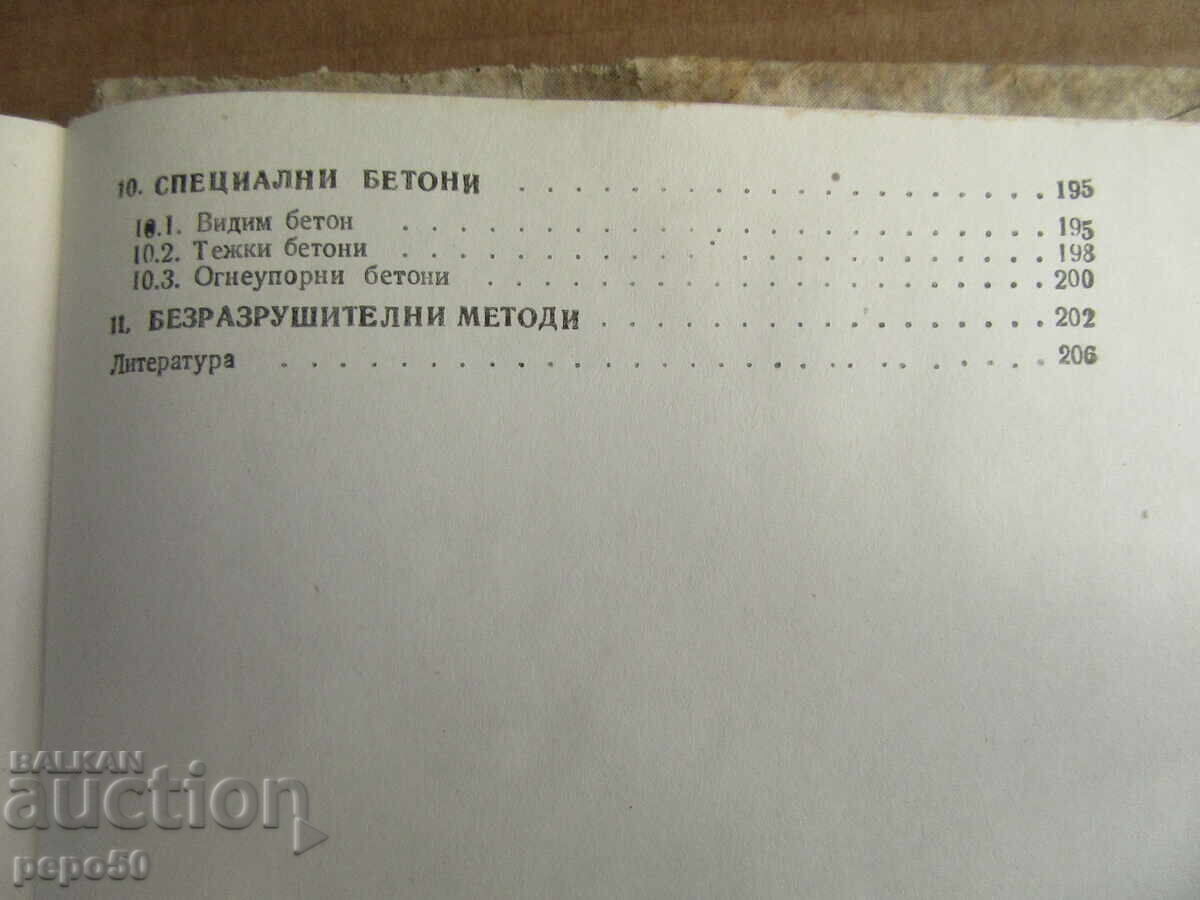 10. СПЕЦИАЛНИ БЕТОНИ . . . . . . . . . . . . . . . . . . . . 195
10.1. Видим бетон . . . . . . . . . . . . . . . . . . . . . . . . 195
10.2. Тежки бетони . . . . . . . . . . . . . . . . . . . . . . . . 198
10.3. Огнеупорни бетони . . . . . . . . . . . . . . . . . . . . 200
11. БЕЗРАЗРУШИТЕЛНИ МЕТОДИ . . . . . . . . . . . . . . . . . 202
Литература . . . . . . . . . . . . . . . . . . . . . . . . . . . . 206
BALKAN
auction
pepo50